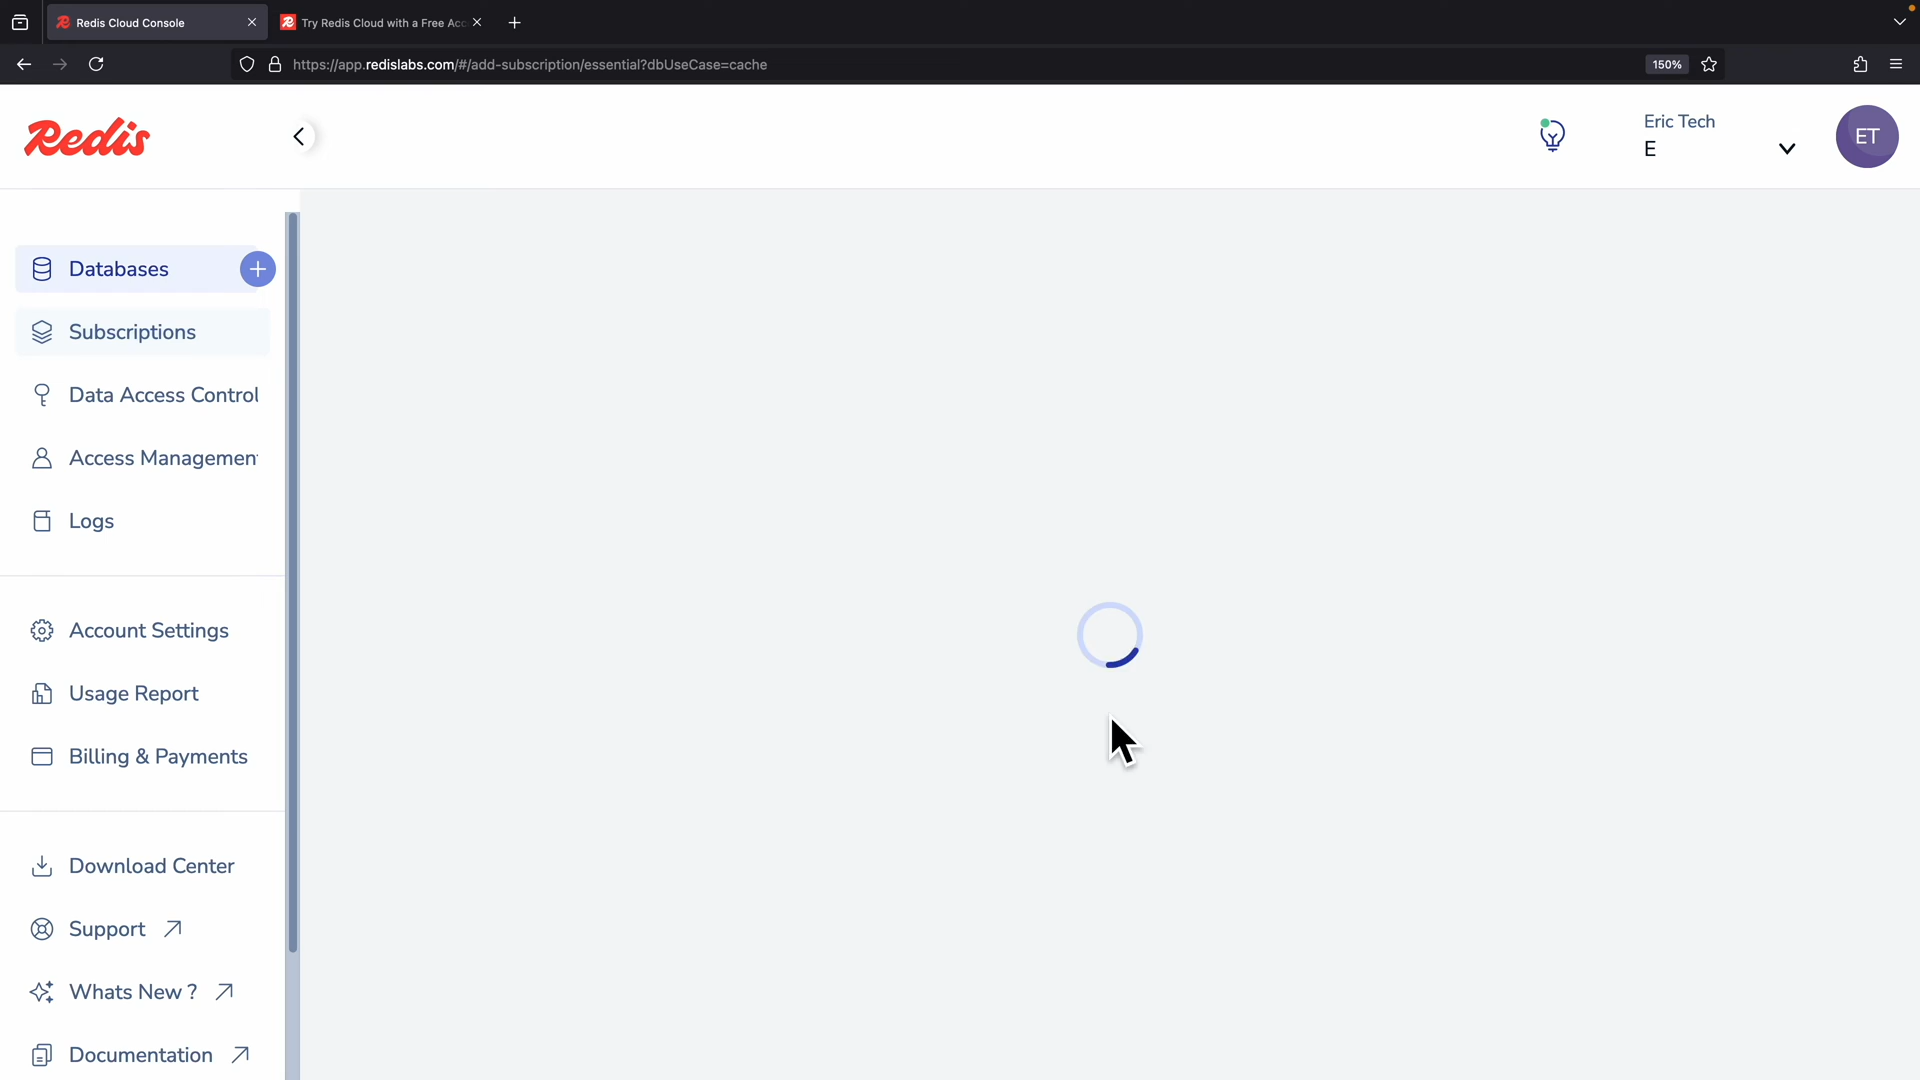 Redis Cloud Console
Try Redis Cloud with a Free Acc
https://app.redislabs.com/#/add-subscription/essential?dbUseCase=cache
150%
Redis
Eric Tech
E
ET
Databases
Subscriptions
Data Access Control
Access Managemen
Logs
Account Settings
Usage Report
Billing & Payments
Download Center
Support
Whats New ?
Documentation